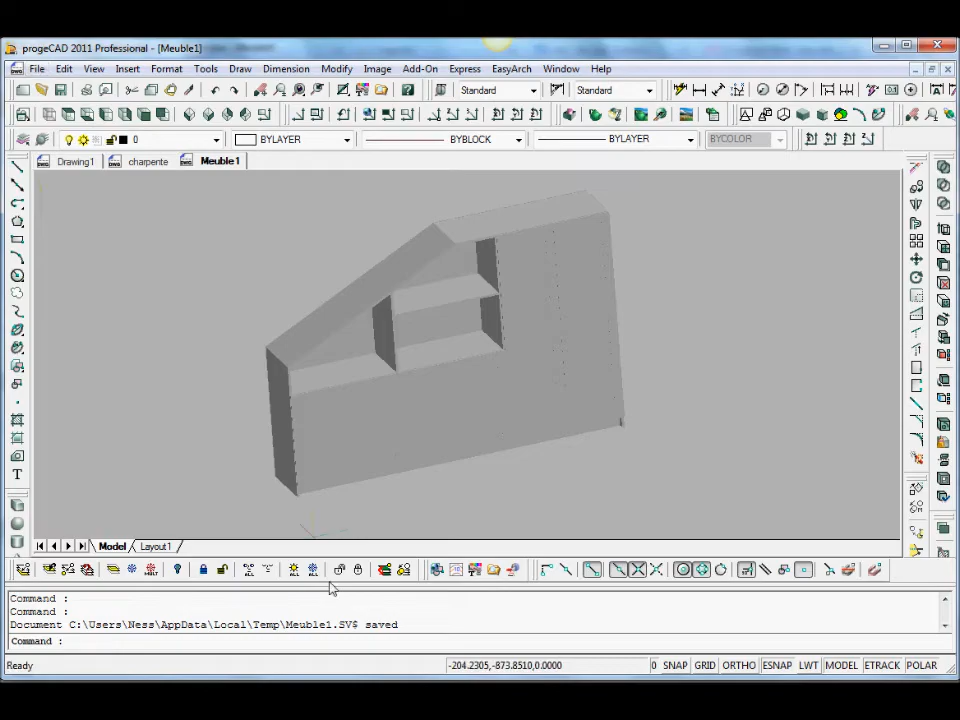 progeCAD 2011 Professional - [Meuble1]
File Edit View Insert Format Tools Draw Dimension Modify Image Add-On Express EasyArch Window Help
Standard Standard
0 BYLAYER BYBLOCK BYLAYER BYCOLOR
Drawing1 charpente Meuble1
Model Layout1
Command :
Command :
Document C:\Users\Ness\AppData\Local\Temp\Meuble1.SV$ saved
Command :
Ready -204.2305,-873.8510,0.0000 0 SNAP GRID ORTHO ESNAP LWT MODEL ETRACK POLAR